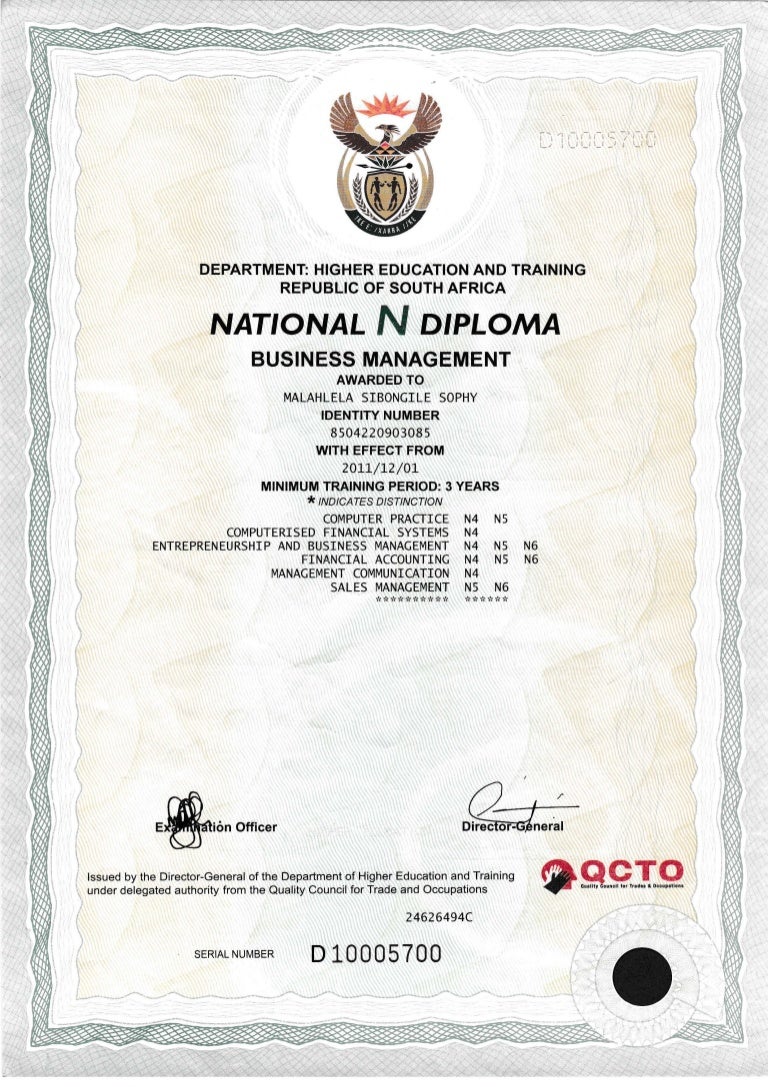 D10005700
!KE E: /XARRA //KE
DEPARTMENT: HIGHER EDUCATION AND TRAINING
REPUBLIC OF SOUTH AFRICA
NATIONAL N DIPLOMA
BUSINESS MANAGEMENT
AWARDED TO
MALAHLELA SIBONGILE SOPHY
IDENTITY NUMBER
8504220903085
WITH EFFECT FROM
2011/12/01
MINIMUM TRAINING PERIOD: 3 YEARS
* INDICATES DISTINCTION
COMPUTER PRACTICE N4 N5
COMPUTERISED FINANCIAL SYSTEMS N4
ENTREPRENEURSHIP AND BUSINESS MANAGEMENT N4 N5 N6
FINANCIAL ACCOUNTING N4 N5 N6
MANAGEMENT COMMUNICATION N4
SALES MANAGEMENT N5 N6
********** ******
Examination Officer
Director-General
Issued by the Director-General of the Department of Higher Education and Training
under delegated authority from the Quality Council for Trade and Occupations
QCTO
Quality Council for Trades & Occupations
24626494C
SERIAL NUMBER D 10005700